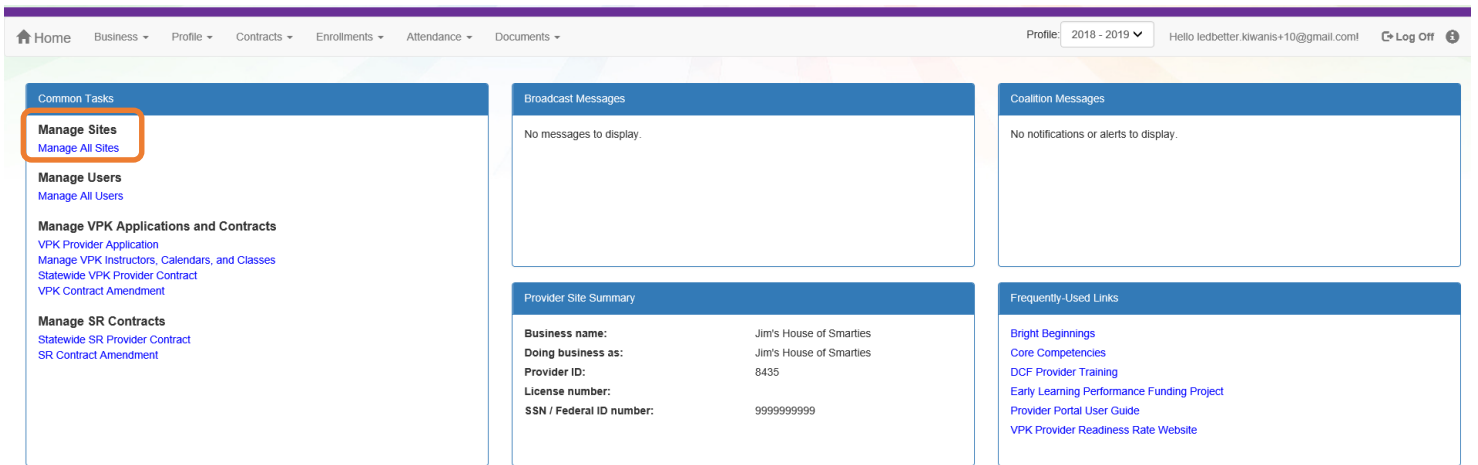 Home Business Profile Contracts Enrollments Attendance Documents Profile: 2018 - 2019 Hello ledbetter.kiwanis+10@gmail.com! Log Off
Common Tasks
Manage Sites
Manage All Sites
Manage Users
Manage All Users
Manage VPK Applications and Contracts
VPK Provider Application
Manage VPK Instructors, Calendars, and Classes
Statewide VPK Provider Contract
VPK Contract Amendment
Manage SR Contracts
Statewide SR Provider Contract
SR Contract Amendment
Broadcast Messages
No messages to display.
Coalition Messages
No notifications or alerts to display.
Provider Site Summary
Business name: Jim's House of Smarties
Doing business as: Jim's House of Smarties
Provider ID: 8435
License number:
SSN / Federal ID number: 9999999999
Frequently-Used Links
Bright Beginnings
Core Competencies
DCF Provider Training
Early Learning Performance Funding Project
Provider Portal User Guide
VPK Provider Readiness Rate Website